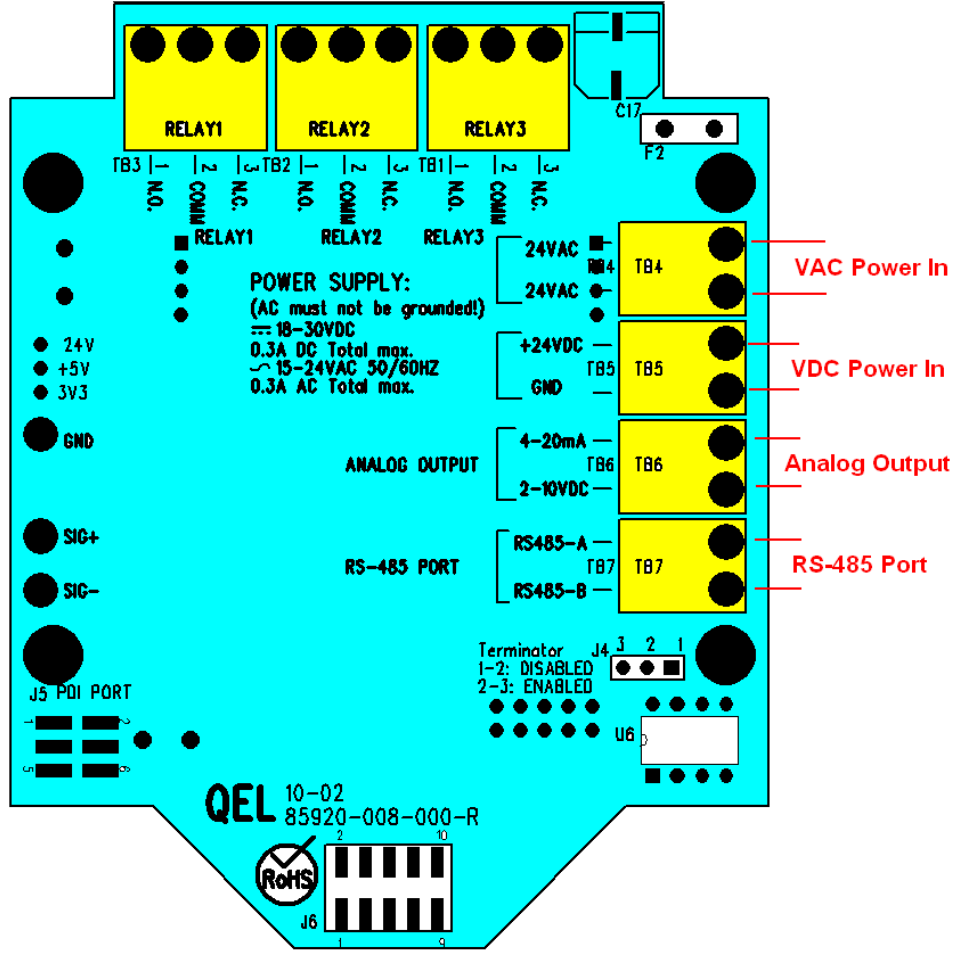 RELAY1 RELAY2 RELAY3
C17
F2
TB3 1 2 3 TB2 1 2 3 TB1 1 2 3
N.O. COMM N.C. N.O. COMM N.C. N.O. COMM N.C.
RELAY1 RELAY2 RELAY3
24VAC
TB4 TB4
24VAC
VAC Power In
POWER SUPPLY:
(AC must not be grounded!)
18-30VDC
0.3A DC Total max.
15-24VAC 50/60HZ
0.3A AC Total max.
24V
+5V
3V3
GND
+24VDC
TB5 TB5
GND
VDC Power In
ANALOG OUTPUT
4-20mA
TB6 TB6
2-10VDC
Analog Output
SIG+
SIG-
RS-485 PORT
RS485-A
TB7 TB7
RS485-B
RS-485 Port
Terminator
1-2: DISABLED
2-3: ENABLED
J4 3 2 1
J5 PDI PORT
1 2
5 6
U6
QEL 10-02
85920-008-000-R
2 10
RoHS
J6
1 9